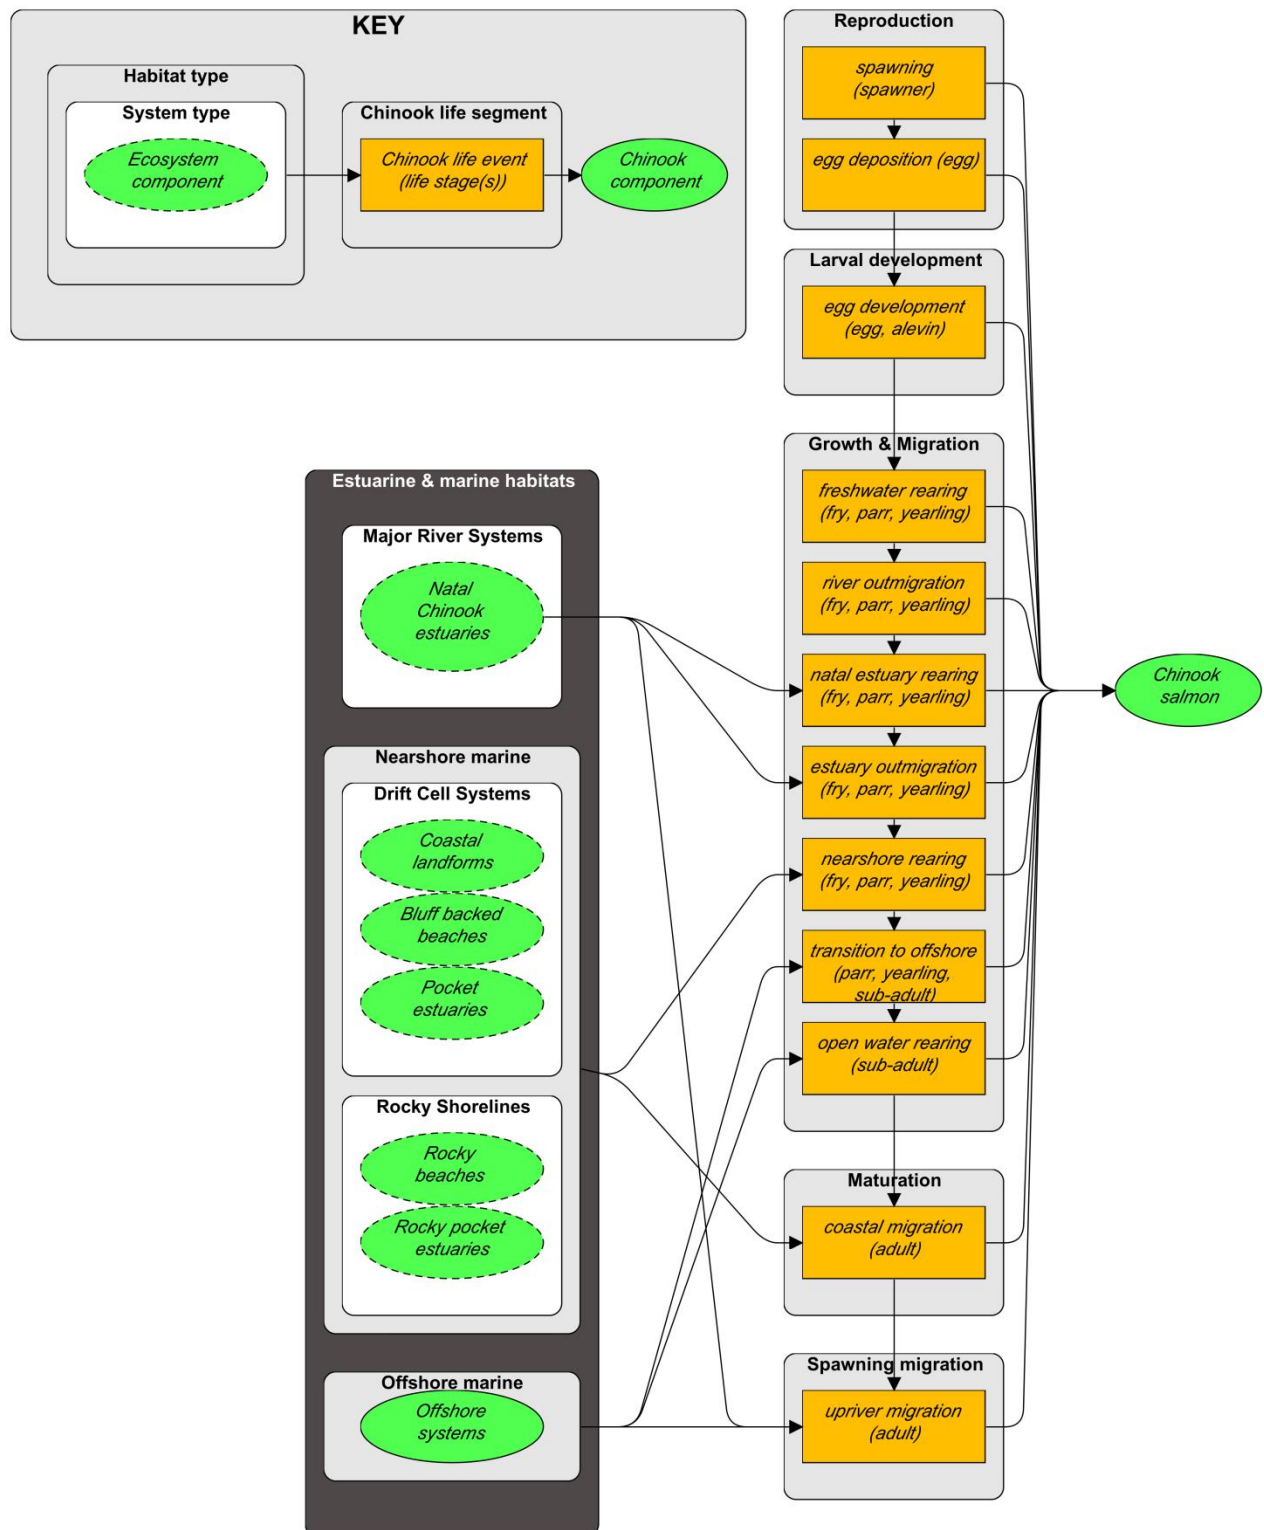 KEY
Habitat type
System type
Ecosystem
component
Chinook life segment
Chinook life event
(life stage(s))
Chinook
component
Reproduction
spawning
(spawner)
egg deposition (egg)
Larval development
egg development
(egg, alevin)
Growth & Migration
freshwater rearing
(fry, parr, yearling)
river outmigration
(fry, parr, yearling)
natal estuary rearing
(fry, parr, yearling)
estuary outmigration
(fry, parr, yearling)
nearshore rearing
(fry, parr, yearling)
transition to offshore
(parr, yearling,
sub-adult)
open water rearing
(sub-adult)
Maturation
coastal migration
(adult)
Spawning migration
upriver migration
(adult)
Estuarine & marine habitats
Major River Systems
Natal
Chinook
estuaries
Nearshore marine
Drift Cell Systems
Coastal
landforms
Bluff backed
beaches
Pocket
estuaries
Rocky Shorelines
Rocky
beaches
Rocky pocket
estuaries
Offshore marine
Offshore
systems
Chinook
salmon